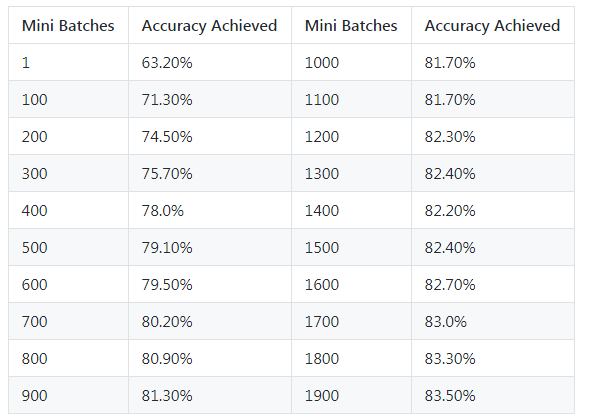 Mini Batches Accuracy Achieved Mini Batches Accuracy Achieved
1 63.20% 1000 81.70%
100 71.30% 1100 81.70%
200 74.50% 1200 82.30%
300 75.70% 1300 82.40%
400 78.0% 1400 82.20%
500 79.10% 1500 82.40%
600 79.50% 1600 82.70%
700 80.20% 1700 83.0%
800 80.90% 1800 83.30%
900 81.30% 1900 83.50%